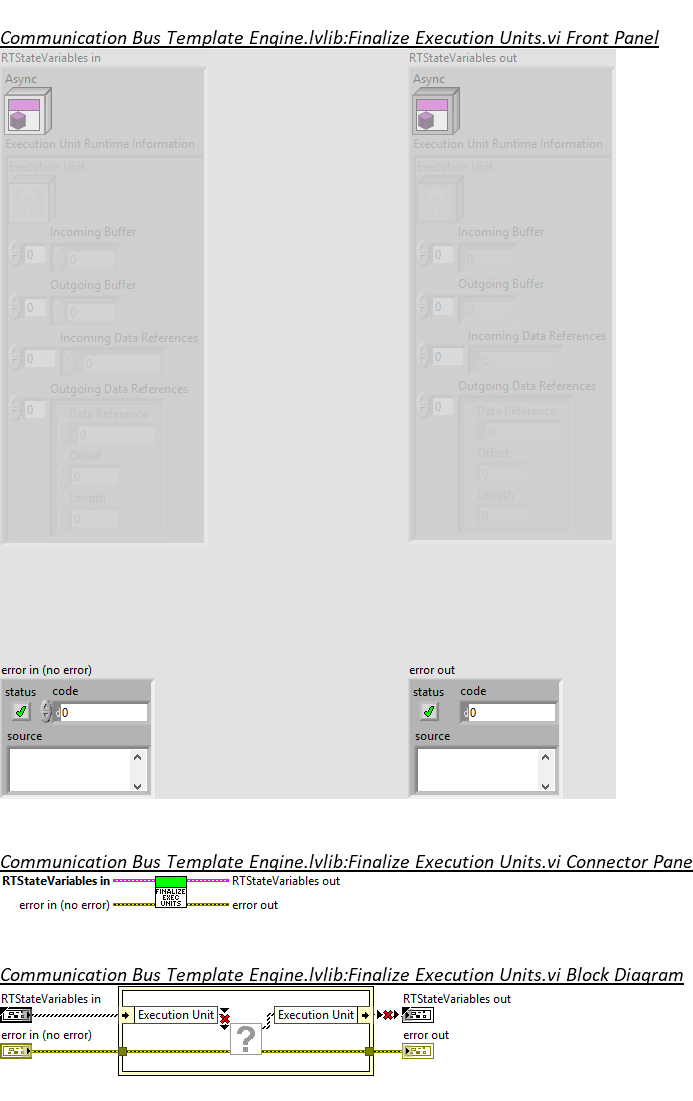 Communication Bus Template Engine.lvlib:Finalize Execution Units.vi Front Panel
RTStateVariables in
RTStateVariables out
Async
Async
Execution Unit Runtime Information
Execution Unit Runtime Information
Execution Unit
Execution Unit
?
?
Incoming Buffer
Incoming Buffer
0
0
0
0
Outgoing Buffer
Outgoing Buffer
0
0
0
0
Incoming Data References
Incoming Data References
0
0
0
0
Outgoing Data References
Outgoing Data References
0
0
Data Reference
Data Reference
0
0
Offset
Offset
0
0
Length
Length
0
0
error in (no error)
error out
status code
status code
d0
d0
source
source
Communication Bus Template Engine.lvlib:Finalize Execution Units.vi Connector Pane
RTStateVariables in
RTStateVariables out
FINALIZE
EXEC
UNITS
error in (no error)
error out
Communication Bus Template Engine.lvlib:Finalize Execution Units.vi Block Diagram
RTStateVariables in
RTStateVariables out
Execution Unit
Execution Unit
error in (no error)
error out
?